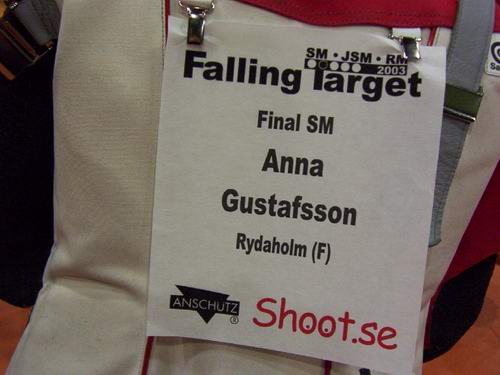 SM • JSM • RM
2003
Falling Target
Final SM
Anna
Gustafsson
Rydaholm (F)
ANSCHUTZ ®
Shoot.se